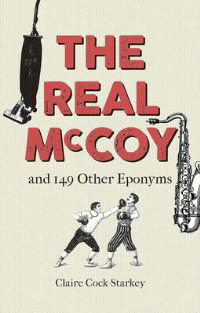 THE
REAL
McCOY
and 149 Other Eponyms
Claire Cock-Starkey